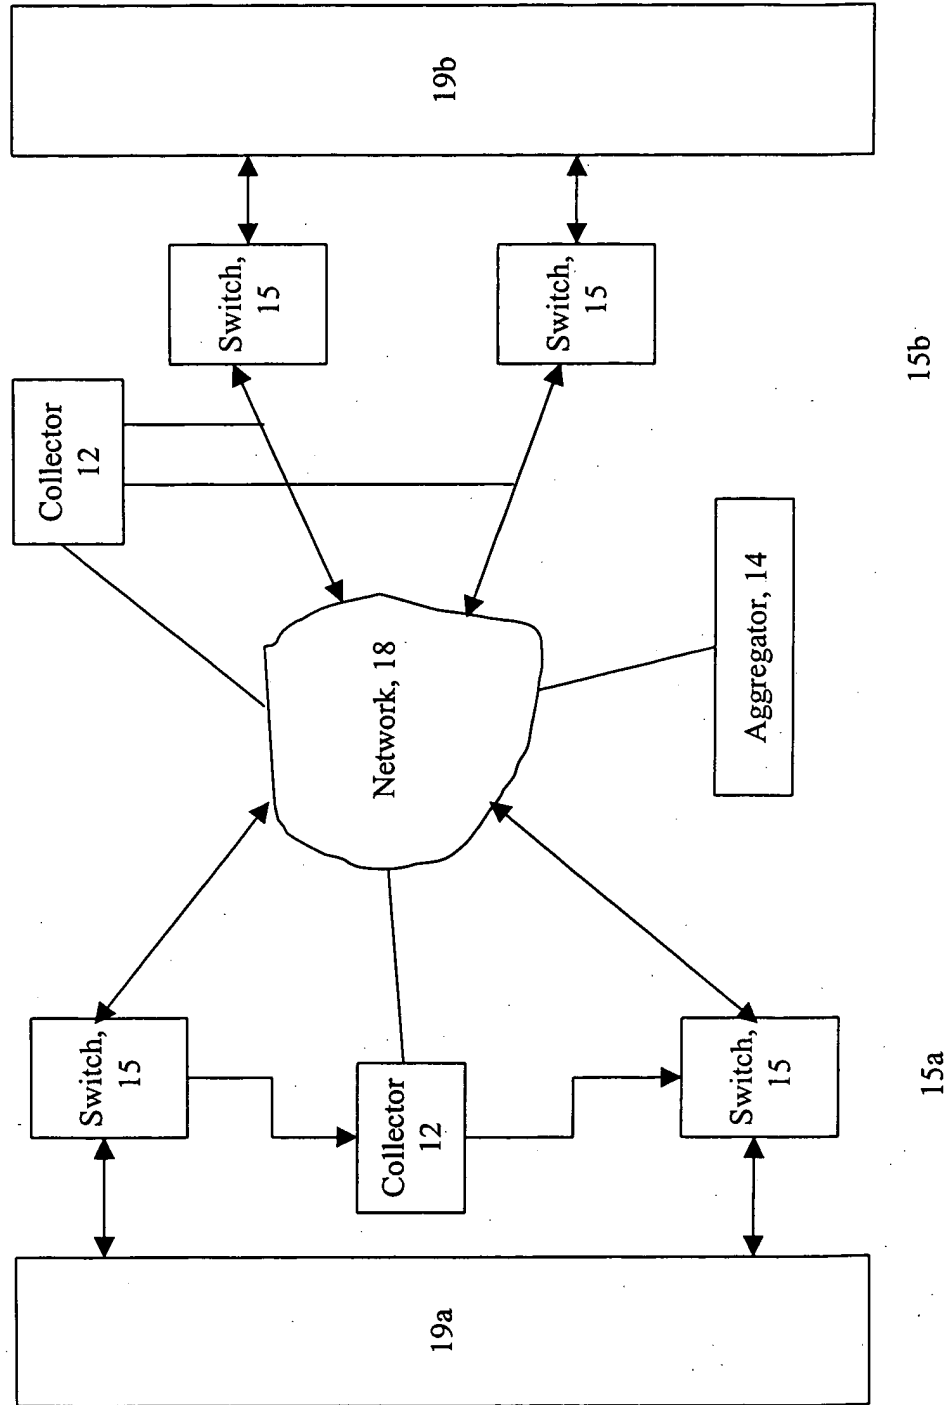 Collector
12
Switch,
15
Switch,
15
Network, 18
Switch,
15
Switch,
15
Collector
12
Aggregator, 14
19a
19b
15a
15b